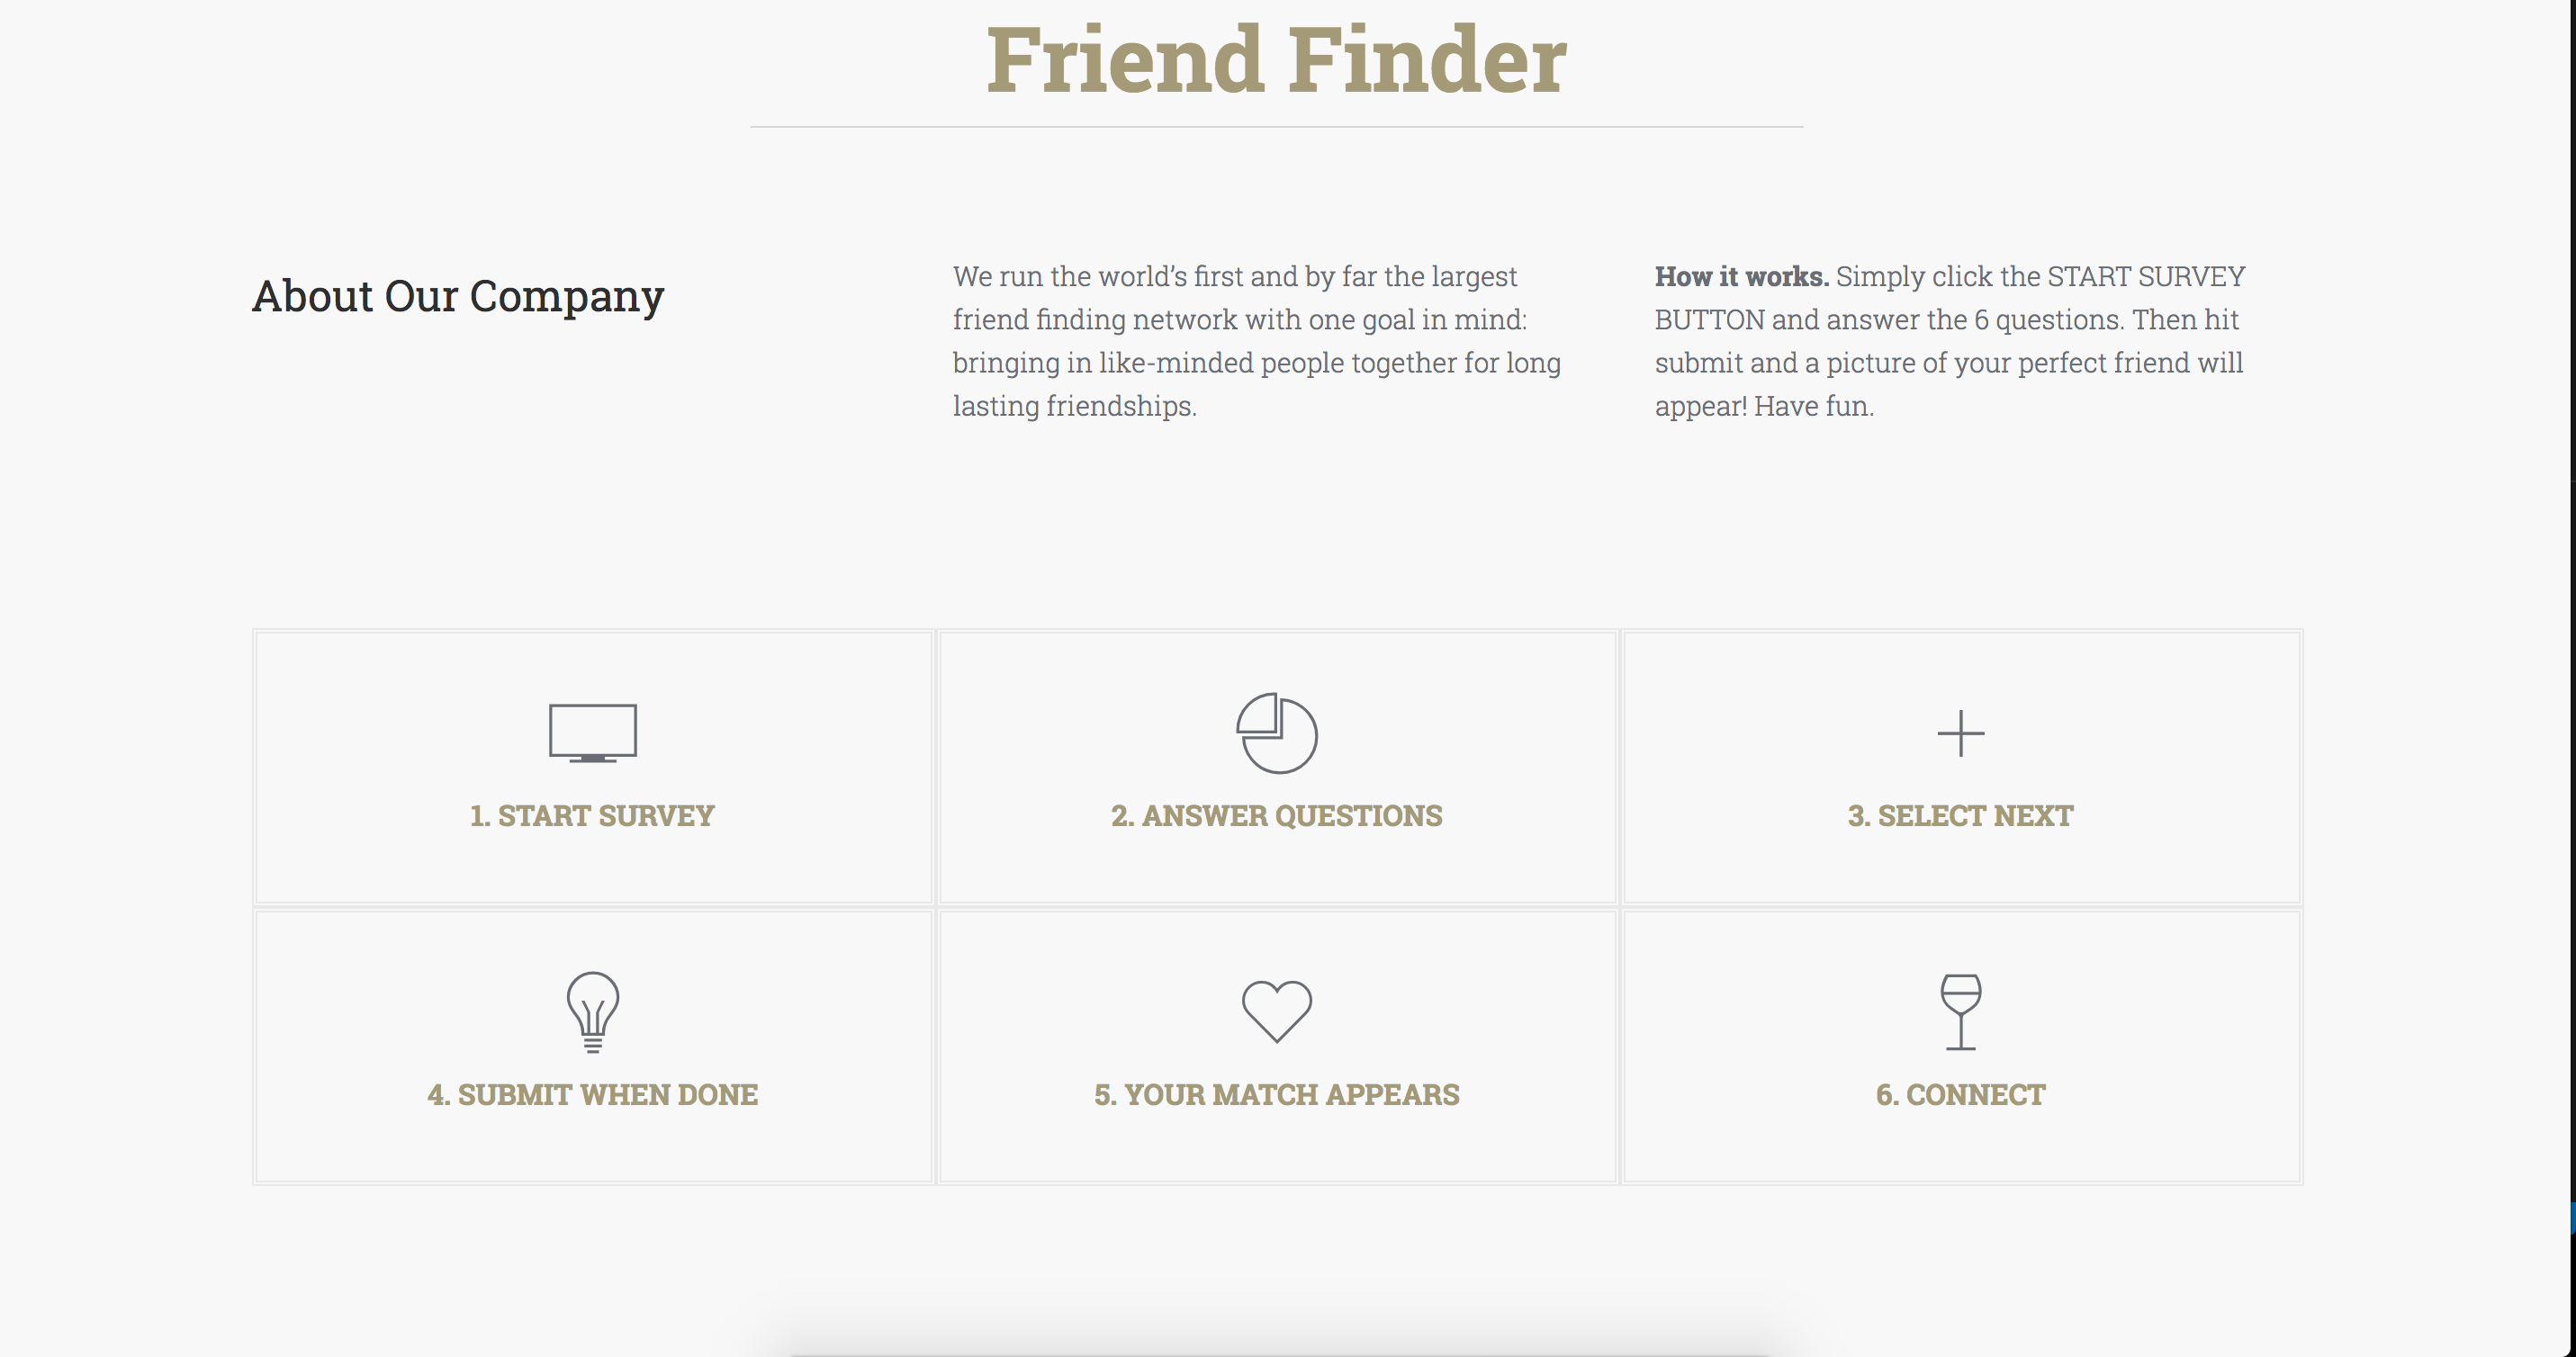 Friend Finder
About Our Company
We run the world’s first and by far the largest
friend finding network with one goal in mind:
bringing in like-minded people together for long
lasting friendships.
How it works. Simply click the START SURVEY
BUTTON and answer the 6 questions. Then hit
submit and a picture of your perfect friend will
appear! Have fun.
1. START SURVEY
2. ANSWER QUESTIONS
3. SELECT NEXT
4. SUBMIT WHEN DONE
5. YOUR MATCH APPEARS
6. CONNECT